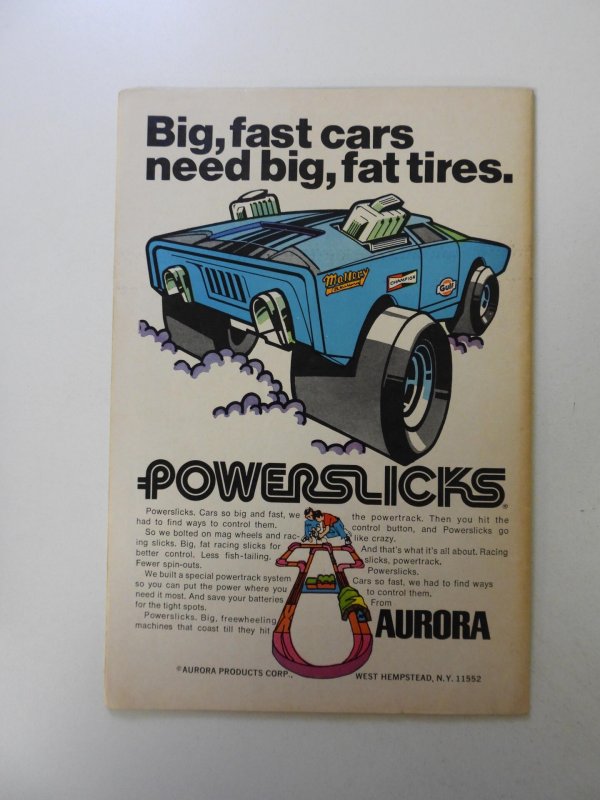 Big, fast cars
need big, fat tires.
Mallory
CHAMPION
Gulf
POWERSLICKS®
Powerslicks. Cars so big and fast, we
had to find ways to control them.
So we bolted on mag wheels and rac-
ing slicks. Big, fat racing slicks for
better control. Less fish-tailing.
Fewer spin-outs.
We built a special powertrack system
so you can put the power where you
need it most. And save your batteries
for the tight spots.
Powerslicks. Big, freewheeling
machines that coast till they hit
the powertrack. Then you hit the
control button, and Powerslicks go
like crazy.
And that's what it's all about. Racing
slicks, powertrack.
Powerslicks.
Cars so fast, we had to find ways
to control them.
From
AURORA
©AURORA PRODUCTS CORP.,
WEST HEMPSTEAD, N.Y. 11552